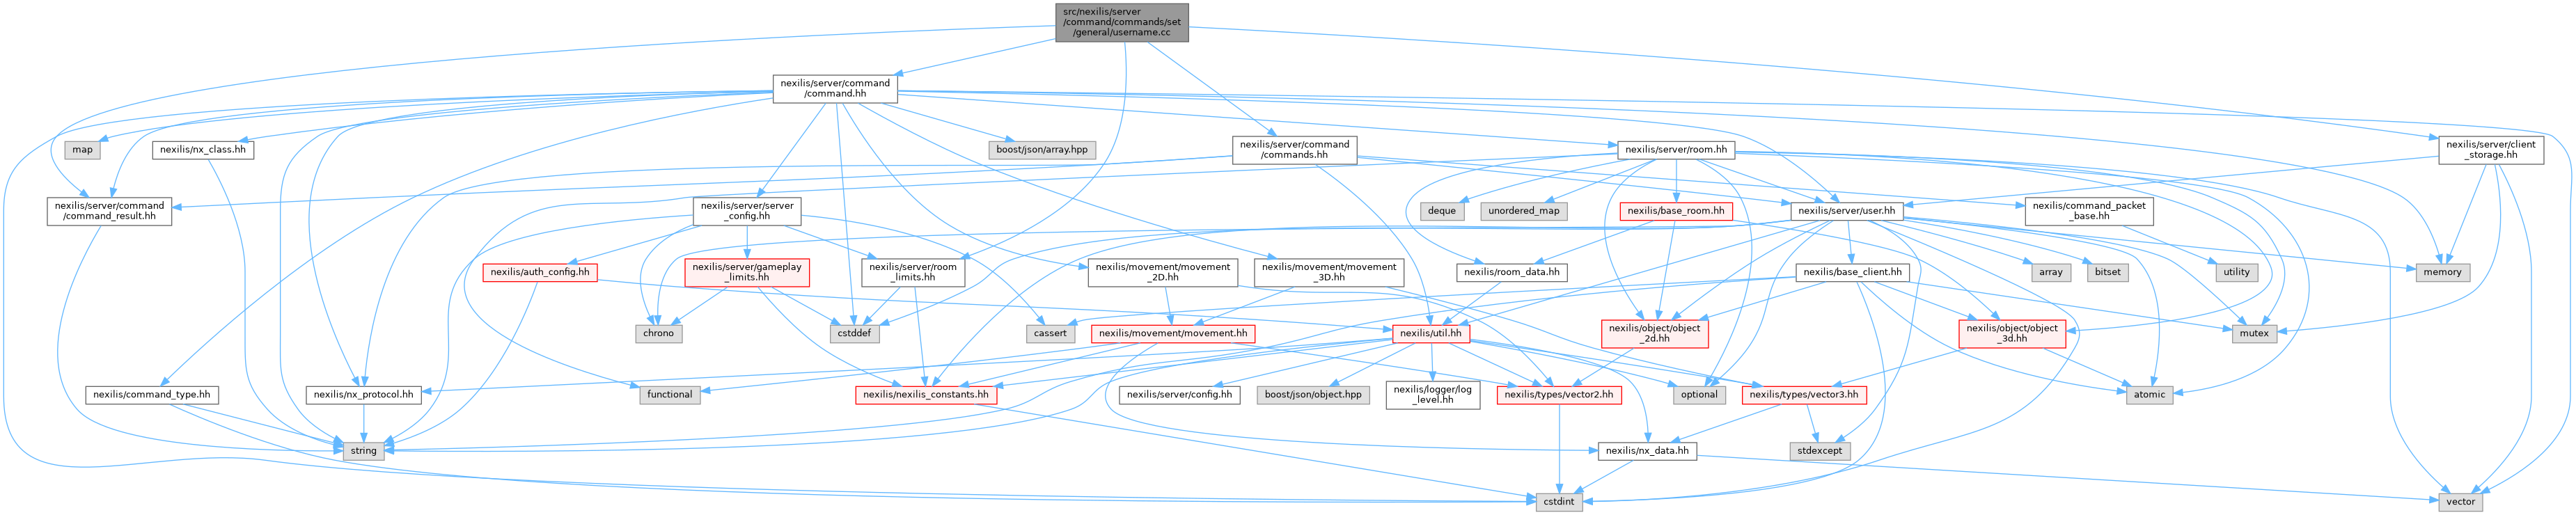 src/nexilis/server
/command/commands/set
/general/username.cc
nexilis/server/command
/command.hh
map
nexilis/nx_class.hh
boost/json/array.hpp
nexilis/server/command
/commands.hh
nexilis/server/room.hh
nexilis/server/client
_storage.hh
nexilis/server/command
/command_result.hh
nexilis/server/server
_config.hh
deque
unordered_map
nexilis/base_room.hh
nexilis/server/user.hh
nexilis/command_packet
_base.hh
nexilis/auth_config.hh
nexilis/server/gameplay
_limits.hh
nexilis/server/room
_limits.hh
nexilis/movement/movement
_2D.hh
nexilis/movement/movement
_3D.hh
nexilis/room_data.hh
nexilis/base_client.hh
array
bitset
utility
memory
chrono
cstddef
cassert
nexilis/movement/movement.hh
nexilis/util.hh
nexilis/object/object
_2d.hh
nexilis/object/object
_3d.hh
mutex
nexilis/command_type.hh
nexilis/nx_protocol.hh
functional
nexilis/nexilis_constants.hh
nexilis/server/config.hh
boost/json/object.hpp
nexilis/logger/log
_level.hh
nexilis/types/vector2.hh
optional
nexilis/types/vector3.hh
atomic
string
nexilis/nx_data.hh
stdexcept
cstdint
vector